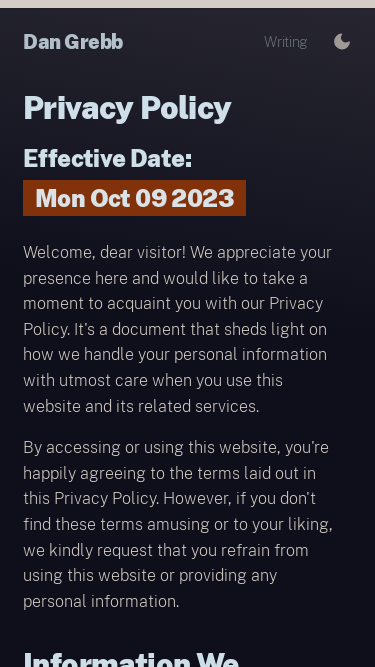 Dan Grebb
Writing
Privacy Policy
Effective Date:
Mon Oct 09 2023
Welcome, dear visitor! We appreciate your
presence here and would like to take a
moment to acquaint you with our Privacy
Policy. It's a document that sheds light on
how we handle your personal information
with utmost care when you use this
website and its related services.
By accessing or using this website, you're
happily agreeing to the terms laid out in
this Privacy Policy. However, if you don't
find these terms amusing or to your liking,
we kindly request that you refrain from
using this website or providing any
personal information.
Information We